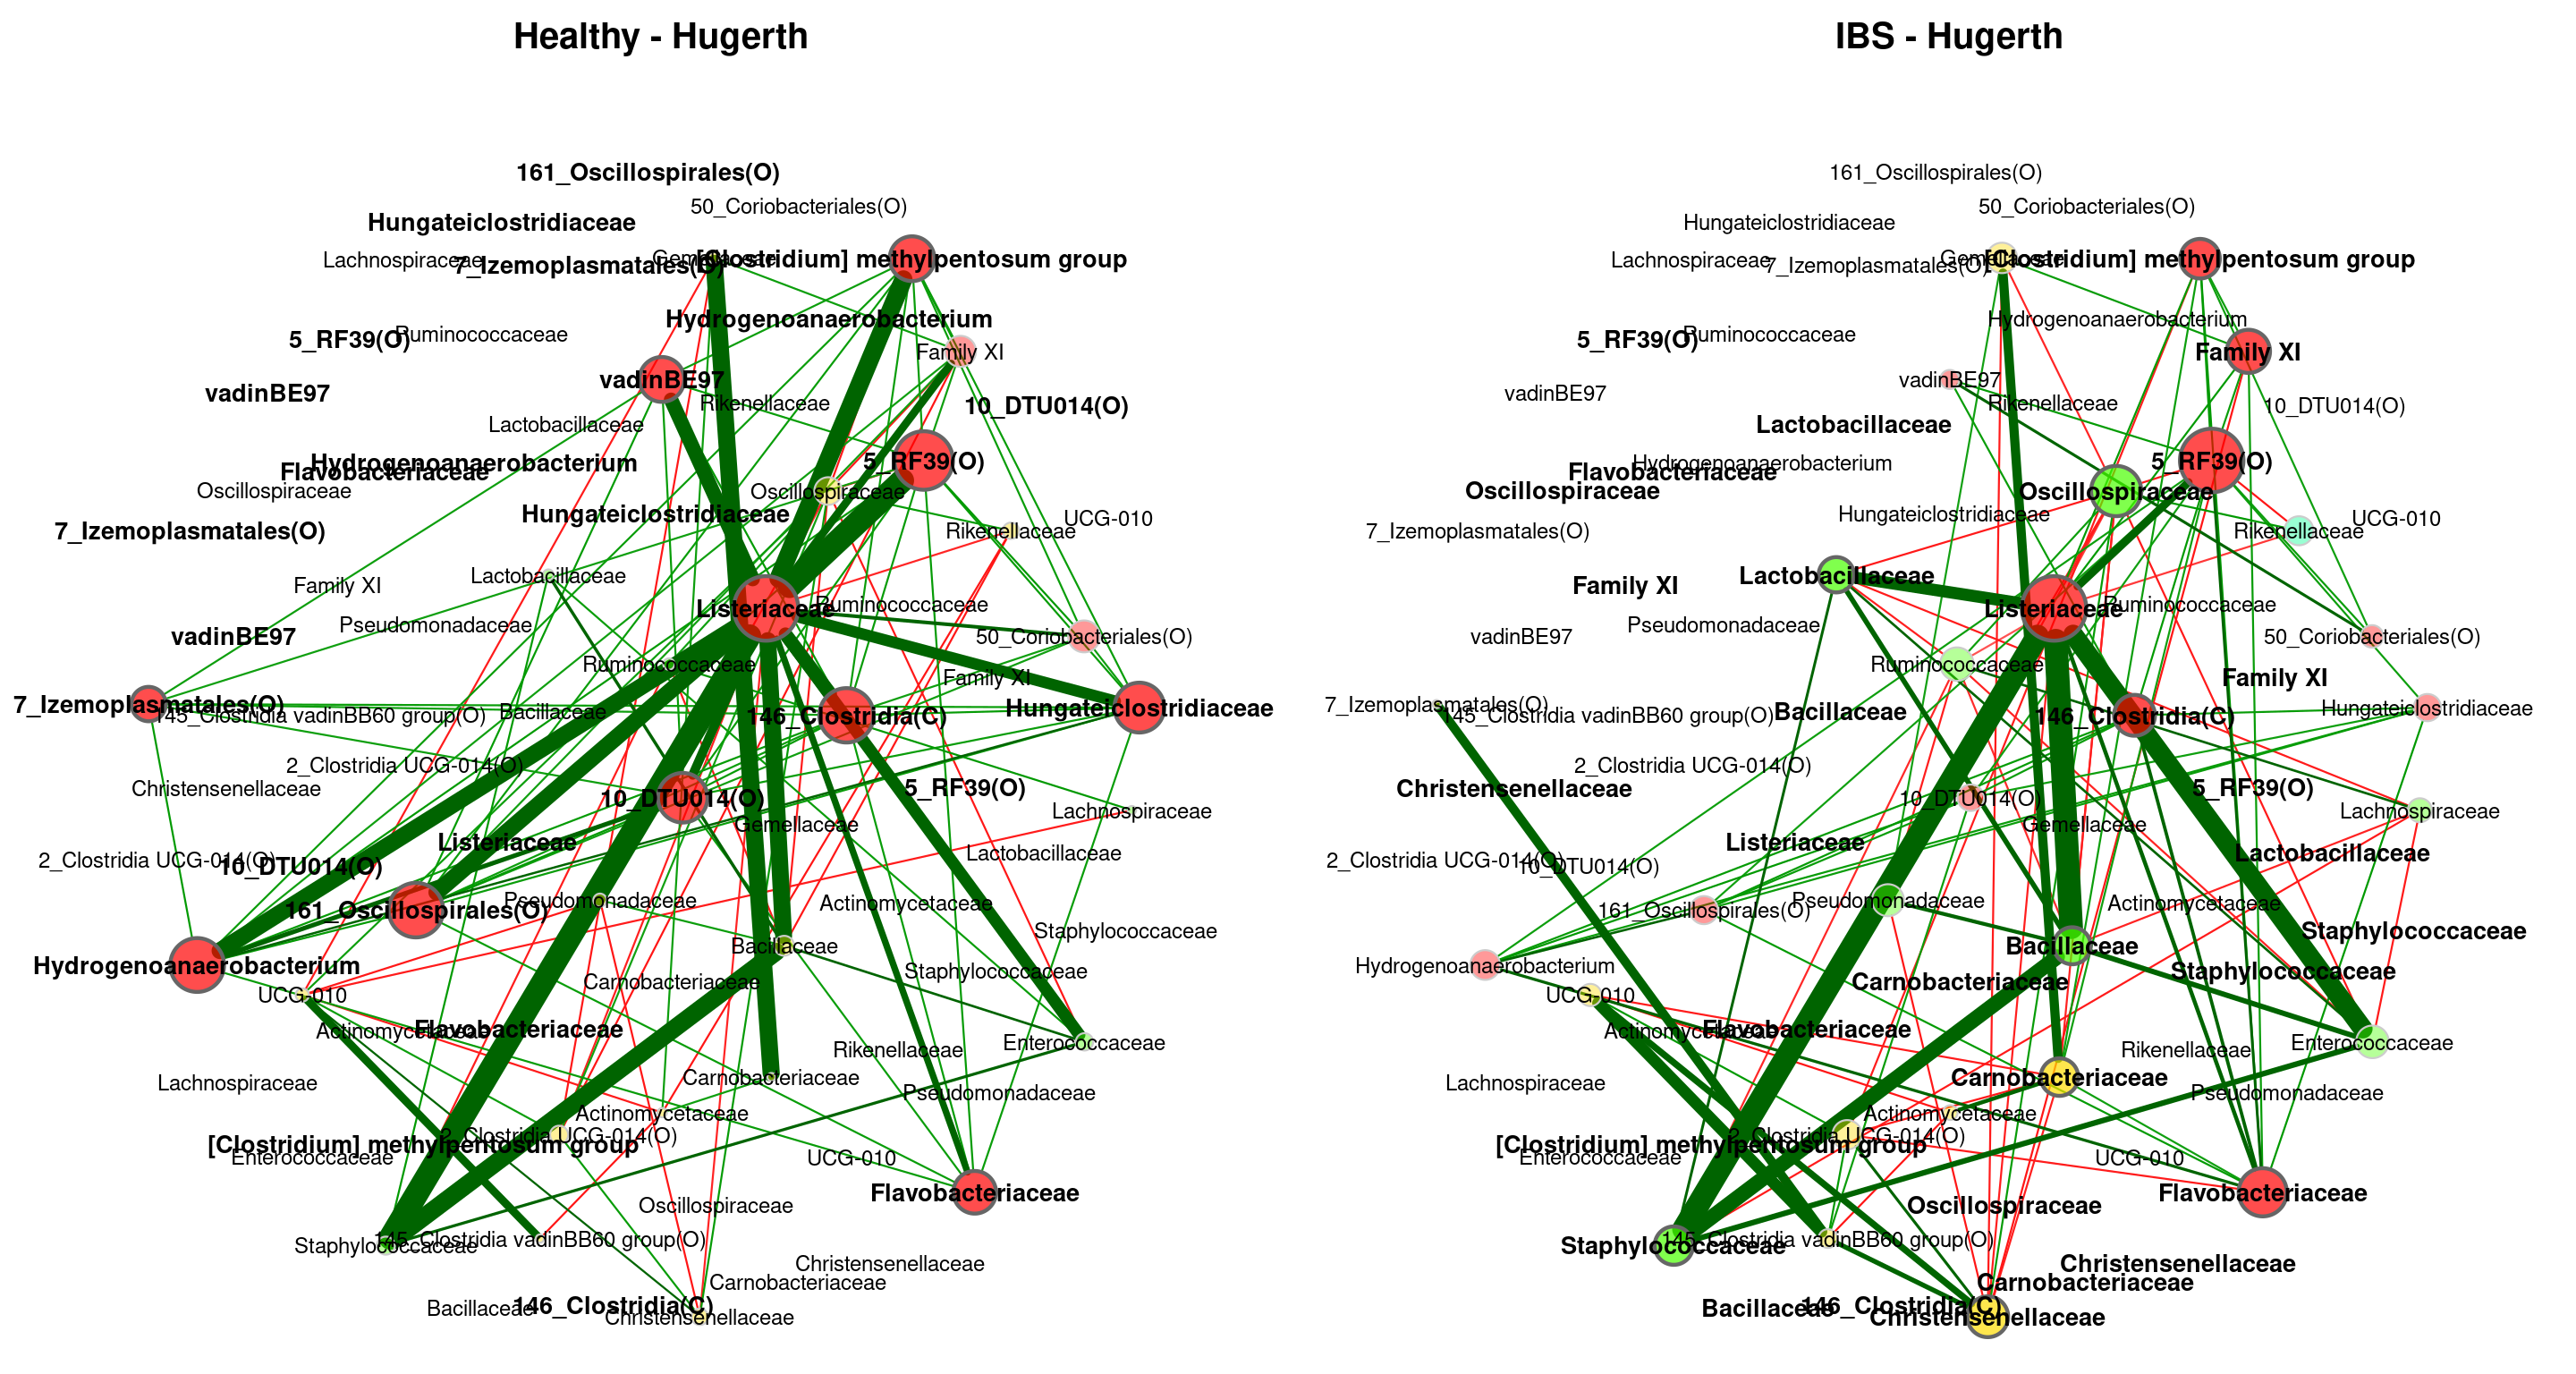 Healthy - Hugerth
161_Oscillospirales(O)
50_Coriobacteriales(O)
Hungateiclostridiaceae
Lachnospiraceae
7_Izemoplasmatales(O)
Gemellaceae
[Clostridium] methylpentosum group
Hydrogenoanaerobacterium
5_RF39(O)
Ruminococcaceae
Family XI
vadinBE97
vadinBE97
Rikenellaceae
10_DTU014(O)
Lactobacillaceae
Hydrogenoanaerobacterium
Flavobacteriaceae
5_RF39(O)
Oscillospiraceae
Oscillospiraceae
Hungateiclostridiaceae
UCG-010
7_Izemoplasmatales(O)
Rikenellaceae
Family XI
Lactobacillaceae
Listeriaceae
Ruminococcaceae
Pseudomonadaceae
vadinBE97
50_Coriobacteriales(O)
Ruminococcaceae
Family XI
7_Izemoplasmatales(O)
145_Clostridia vadinBB60 group(O)
Bacillaceae
146_Clostridia(C)
Hungateiclostridiaceae
2_Clostridia UCG-014(O)
Christensenellaceae
10_DTU014(O)
5_RF39(O)
Lachnospiraceae
Gemellaceae
Listeriaceae
Lactobacillaceae
2_Clostridia UCG-014(O)
10_DTU014(O)
161_Oscillospirales(O)
Pseudomonadaceae
Actinomycetaceae
Staphylococcaceae
Bacillaceae
Hydrogenoanaerobacterium
Staphylococcaceae
Carnobacteriaceae
UCG-010
Actinomycetaceae
Flavobacteriaceae
Rikenellaceae
Enterococcaceae
Lachnospiraceae
Carnobacteriaceae
Pseudomonadaceae
Actinomycetaceae
2_Clostridia UCG-014(O)
[Clostridium] methylpentosum group
Enterococcaceae
UCG-010
Flavobacteriaceae
Oscillospiraceae
Staphylococcaceae
145_Clostridia vadinBB60 group(O)
Christensenellaceae
Carnobacteriaceae
Bacillaceae
146_Clostridia(C)
Christensenellaceae
IBS - Hugerth
161_Oscillospirales(O)
50_Coriobacteriales(O)
Hungateiclostridiaceae
Lachnospiraceae
7_Izemoplasmatales(O)
Gemellaceae
[Clostridium] methylpentosum group
Hydrogenoanaerobacterium
5_RF39(O)
Ruminococcaceae
Family XI
vadinBE97
vadinBE97
Rikenellaceae
10_DTU014(O)
Lactobacillaceae
Hydrogenoanaerobacterium
Flavobacteriaceae
5_RF39(O)
Oscillospiraceae
Oscillospiraceae
Hungateiclostridiaceae
UCG-010
7_Izemoplasmatales(O)
Rikenellaceae
Family XI
Lactobacillaceae
Listeriaceae
Ruminococcaceae
Pseudomonadaceae
vadinBE97
50_Coriobacteriales(O)
Ruminococcaceae
Family XI
7_Izemoplasmatales(O)
145_Clostridia vadinBB60 group(O)
Bacillaceae
146_Clostridia(C)
Hungateiclostridiaceae
2_Clostridia UCG-014(O)
Christensenellaceae
10_DTU014(O)
5_RF39(O)
Lachnospiraceae
Gemellaceae
Listeriaceae
Lactobacillaceae
2_Clostridia UCG-014(O)
10_DTU014(O)
161_Oscillospirales(O)
Pseudomonadaceae
Actinomycetaceae
Staphylococcaceae
Bacillaceae
Hydrogenoanaerobacterium
Staphylococcaceae
Carnobacteriaceae
UCG-010
Actinomycetaceae
Flavobacteriaceae
Rikenellaceae
Enterococcaceae
Lachnospiraceae
Carnobacteriaceae
Pseudomonadaceae
Actinomycetaceae
2_Clostridia UCG-014(O)
[Clostridium] methylpentosum group
Enterococcaceae
UCG-010
Flavobacteriaceae
Oscillospiraceae
Staphylococcaceae
145_Clostridia vadinBB60 group(O)
Christensenellaceae
Carnobacteriaceae
Bacillaceae
146_Clostridia(C)
Christensenellaceae